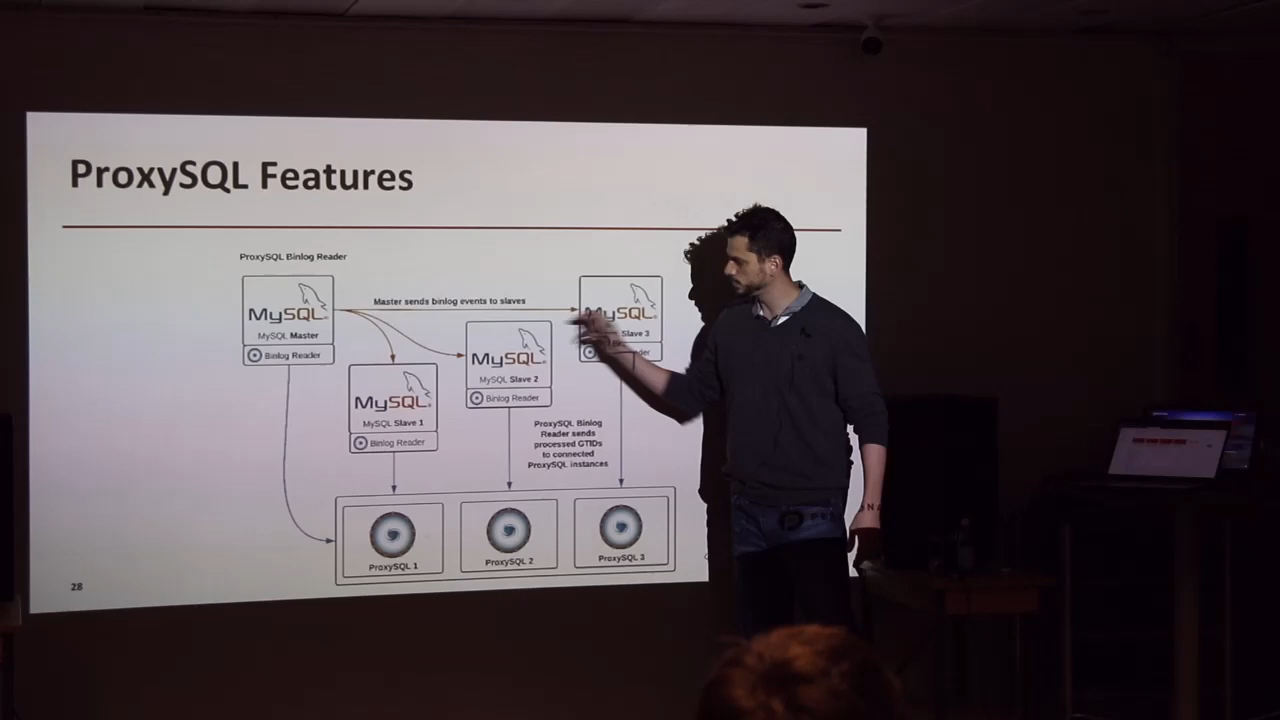 ProxySQL Features
ProxySQL Binlog Reader
MySQL
MySQL Master
Binlog Reader
Master sends binlog events to slaves
MySQL
Slave 3
MySQL
MySQL Slave 2
Binlog Reader
MySQL
MySQL Slave 1
Binlog Reader
ProxySQL Binlog
Reader sends
processed GTIDs
to connected
ProxySQL instances
ProxySQL 1
ProxySQL 2
ProxySQL 3
28